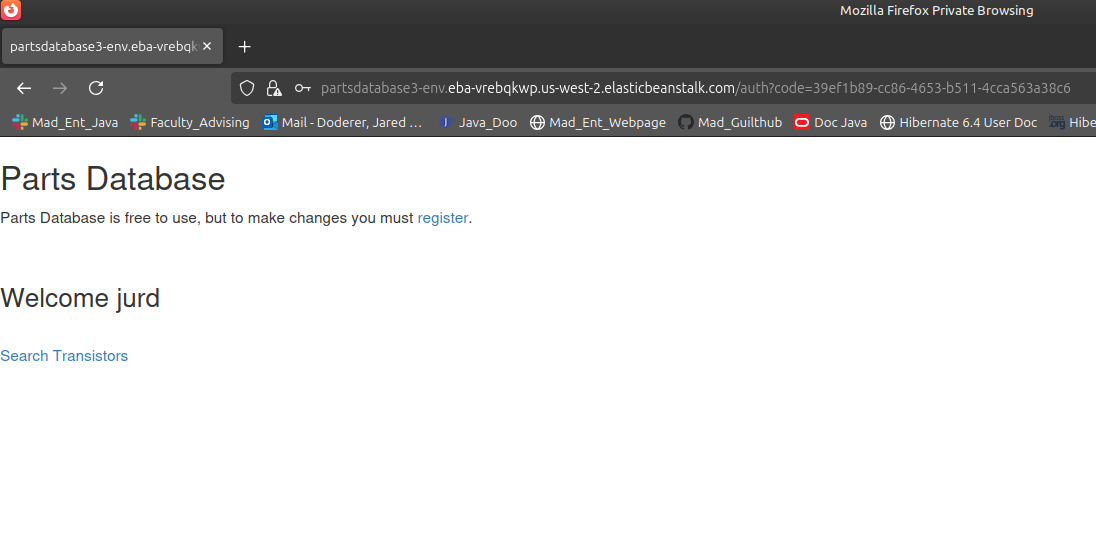 Mozilla Firefox Private Browsing
partsdatabase3-env.eba-vrebqk
partsdatabase3-env.eba-vrebqkwp.us-west-2.elasticbeanstalk.com/auth?code=39ef1b89-cc86-4653-b511-4cca563a38c6
Mad_Ent_Java Faculty_Advising Mail - Doderer, Jared ... Java_Doo Mad_Ent_Webpage Mad_Guilthub Doc Java Hibernate 6.4 User Doc Hibe
Parts Database
Parts Database is free to use, but to make changes you must register.
Welcome jurd
Search Transistors